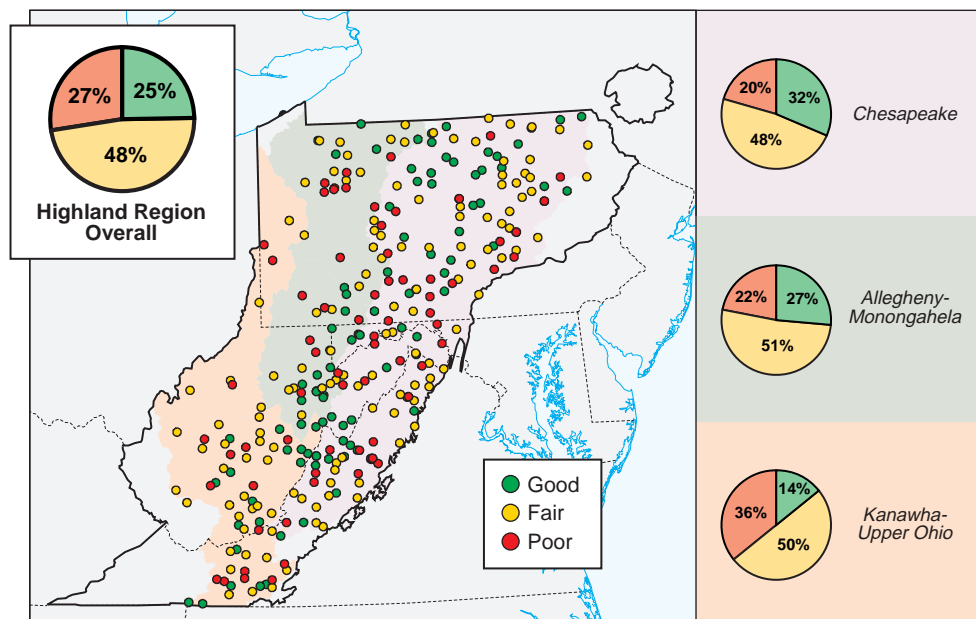 27%
25%
48%
Highland Region
Overall
Good
Fair
Poor
20%
32%
48%
Chesapeake
22%
27%
51%
Allegheny-
Monongahela
36%
14%
50%
Kanawha-
Upper Ohio